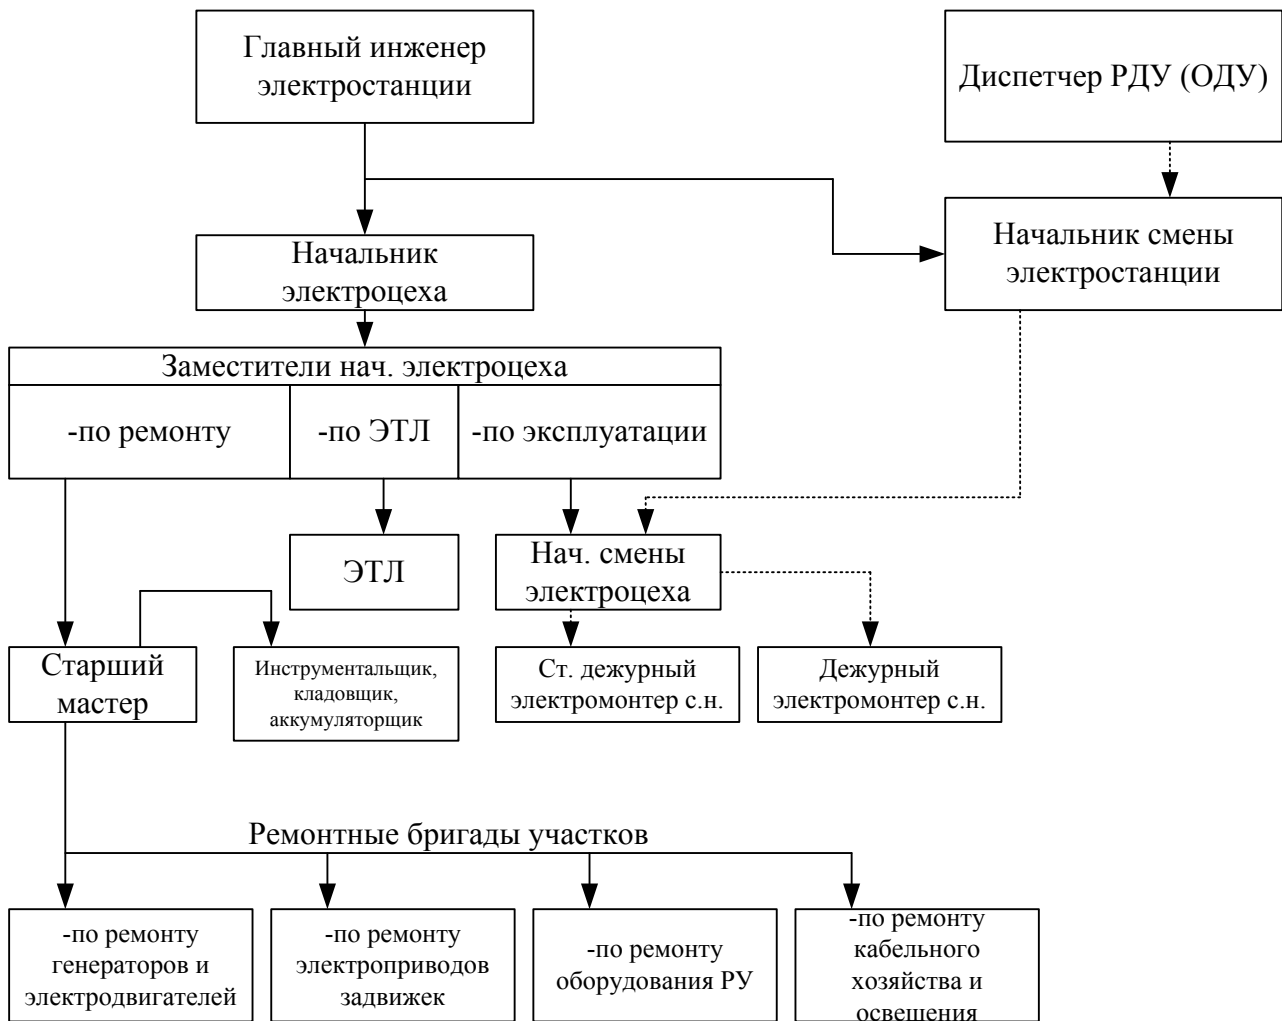 Главный инженер
электростанции
Диспетчер РДУ (ОДУ)
Начальник смены
электростанции
Начальник
электроцеха
Заместители нач. электроцеха
-по ремонту
-по ЭТЛ
-по эксплуатации
ЭТЛ
Нач. смены
электроцеха
Старший
мастер
Инструментальщик,
кладовщик,
аккумуляторщик
Ст. дежурный
электромонтер с.н.
Дежурный
электромонтер с.н.
Ремонтные бригады участков
-по ремонту
генераторов и
электродвигателей
-по ремонту
электроприводов
задвижек
-по ремонту
оборудования РУ
-по ремонту
кабельного
хозяйства и
освещения